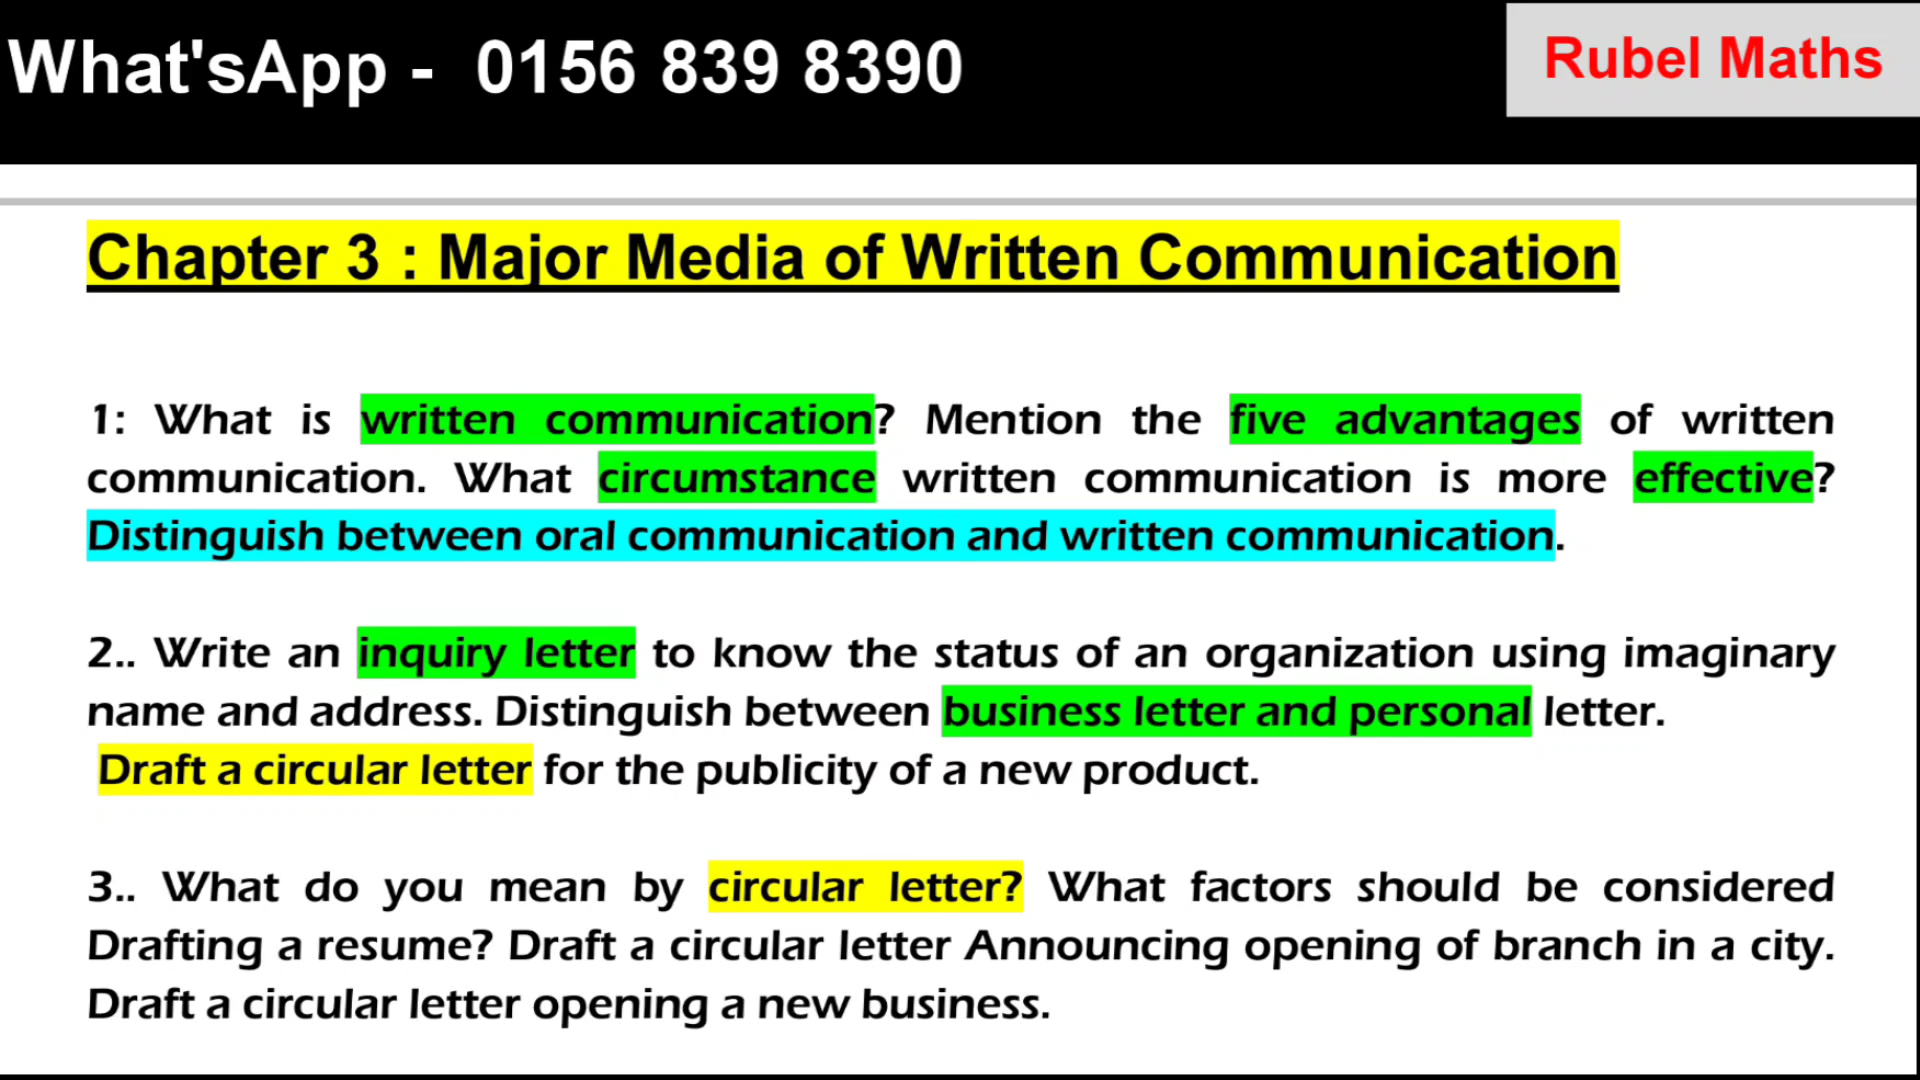 What'sApp - 0156 839 8390
Rubel Maths
Chapter 3 : Major Media of Written Communication
1: What is written communication? Mention the five advantages of written
communication. What circumstance written communication is more effective?
Distinguish between oral communication and written communication.
2.. Write an inquiry letter to know the status of an organization using imaginary
name and address. Distinguish between business letter and personal letter.
Draft a circular letter for the publicity of a new product.
3.. What do you mean by circular letter? What factors should be considered
Drafting a resume? Draft a circular letter Announcing opening of branch in a city.
Draft a circular letter opening a new business.